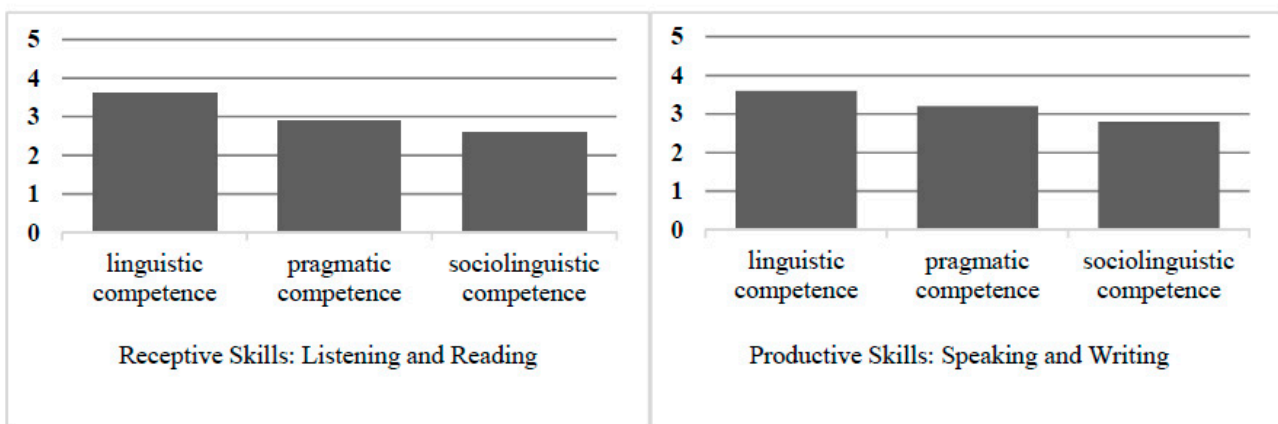 5
4
3
2
1
0
linguistic competence
pragmatic competence
sociolinguistic competence
Receptive Skills: Listening and Reading
5
4
3
2
1
0
linguistic competence
pragmatic competence
sociolinguistic competence
Productive Skills: Speaking and Writing